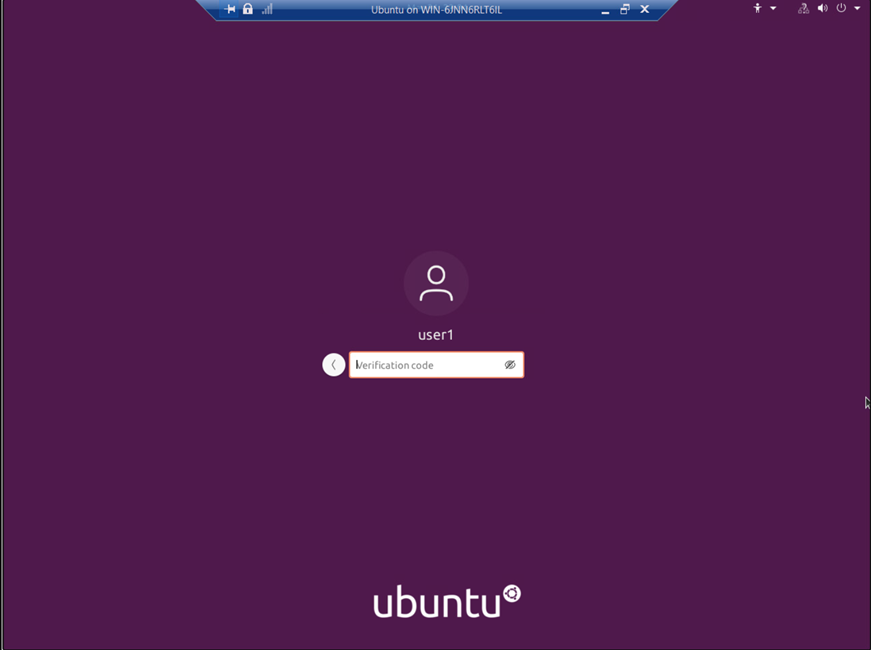 Ubuntu on WIN-6JNN6RLT6IL
user1
Verification code
ubuntu